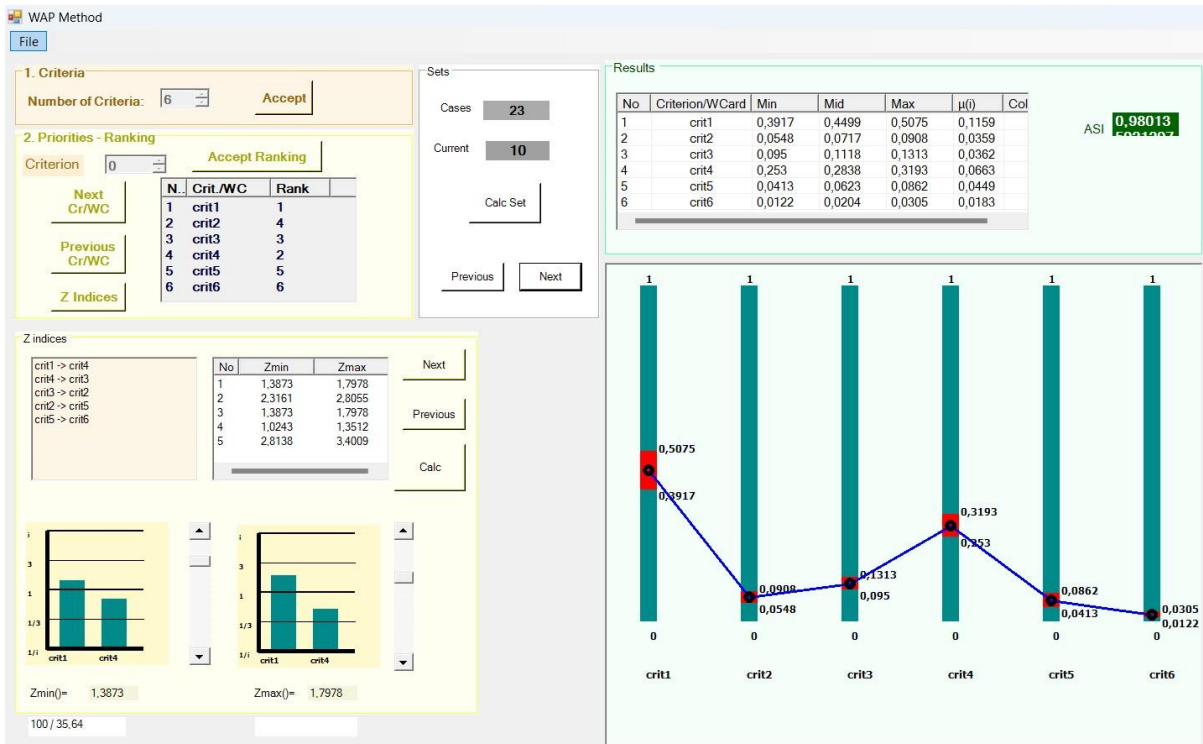 WAP Method
File
1. Criteria
Number of Criteria: 6 Accept
2. Priorities - Ranking
Criterion 0 Accept Ranking
Next Cr/WC
Previous Cr/WC
Z Indices
N.. Crit./WC Rank
1 crit1 1
2 crit2 4
3 crit3 3
4 crit4 2
5 crit5 5
6 crit6 6
Sets
Cases 23
Current 10
Calc Set
Previous Next
Results
No Criterion/WCard Min Mid Max µ(i) Col
1 crit1 0,3917 0,4499 0,5075 0,1159
2 crit2 0,0548 0,0717 0,0908 0,0359
3 crit3 0,095 0,1118 0,1313 0,0362
4 crit4 0,253 0,2838 0,3193 0,0663
5 crit5 0,0413 0,0623 0,0862 0,0449
6 crit6 0,0122 0,0204 0,0305 0,0183
ASI 0,98013
Z indices
crit1 -> crit4
crit4 -> crit3
crit3 -> crit2
crit2 -> crit5
crit5 -> crit6
No Zmin Zmax
1 1,3873 1,7978
2 2,3161 2,8055
3 1,3873 1,7978
4 1,0243 1,3512
5 2,8138 3,4009
Next
Previous
Calc
i
3
1
1/3
1/i
crit1 crit4
i
3
1
1/3
1/i
crit1 crit4
Zmin()= 1,3873 Zmax()= 1,7978
100 / 35,64
1 1 1 1 1 1
0,5075
0,3917
0,0908
0,0548
0,1313
0,095
0,3193
0,253
0,0862
0,0413
0,0305
0,0122
0 0 0 0 0 0
crit1 crit2 crit3 crit4 crit5 crit6